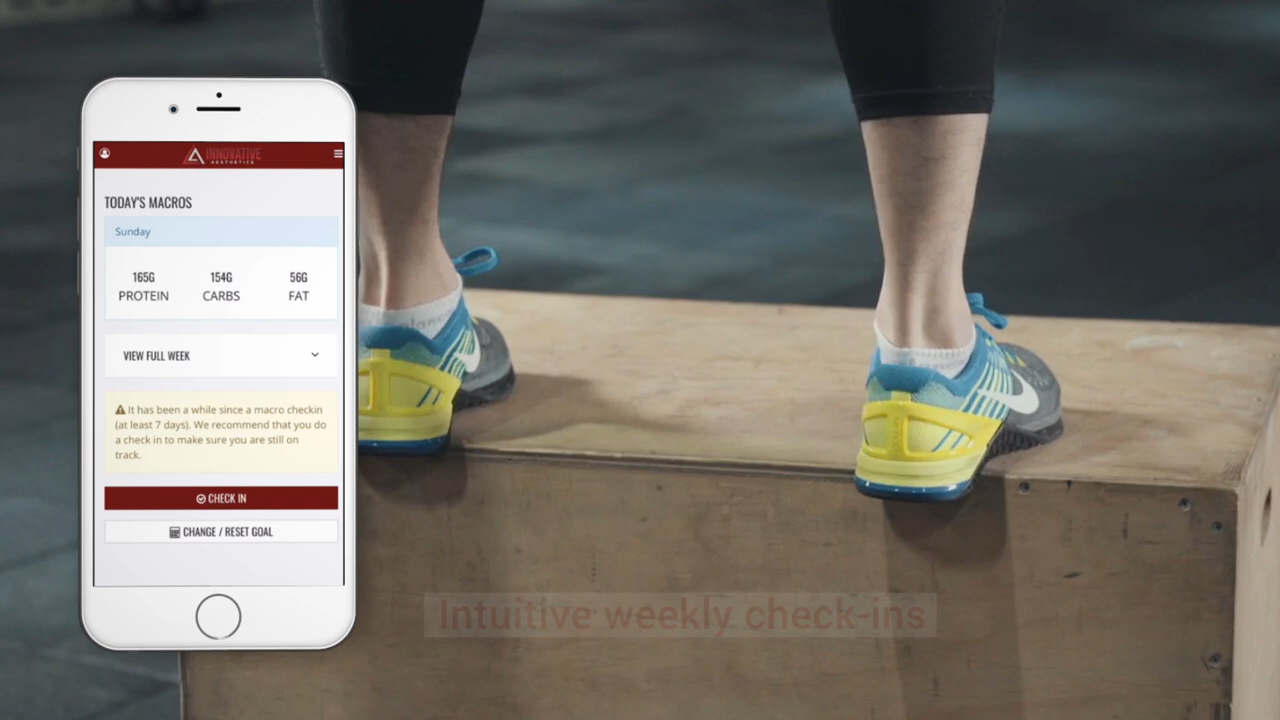 INNOVATIVE
AESTHETICS
TODAY'S MACROS
Sunday
165G 154G 56G
PROTEIN CARBS FAT
VIEW FULL WEEK
It has been a while since a macro checkin
(at least 7 days). We recommend that you do
a check in to make sure you are still on
track.
CHECK IN
CHANGE / RESET GOAL
Intuitive weekly check-ins